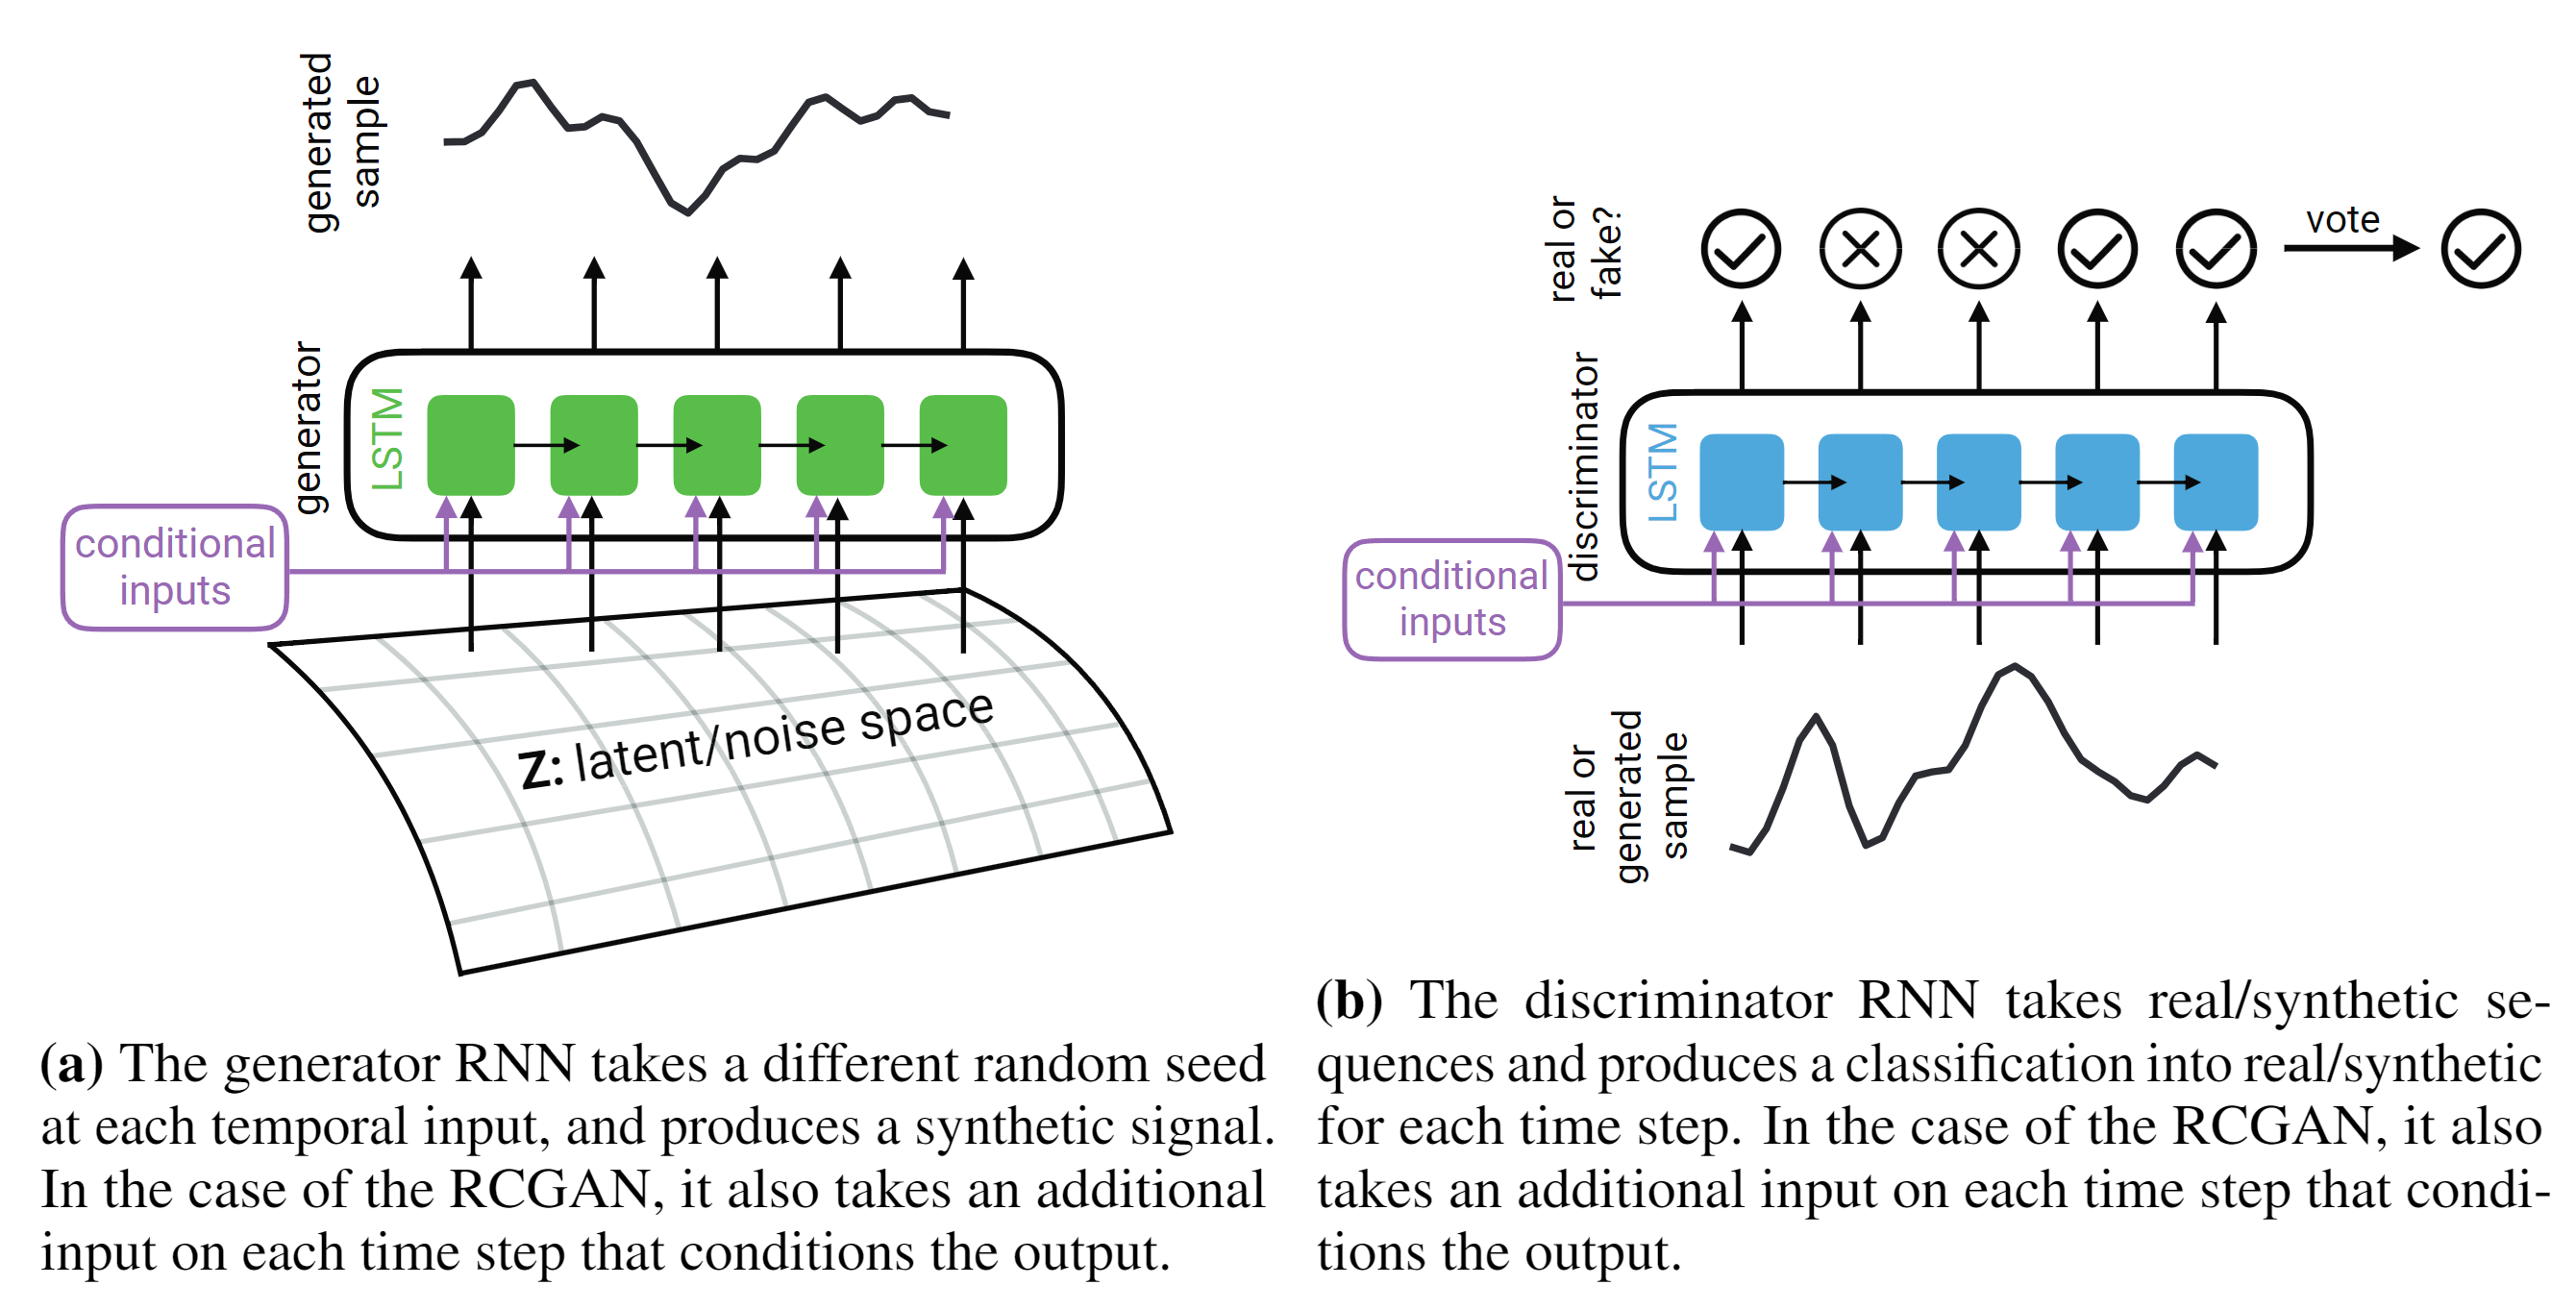 generated
sample
generator
LSTM
conditional
inputs
Z: latent/noise space
(a) The generator RNN takes a different random seed
at each temporal input, and produces a synthetic signal.
In the case of the RCGAN, it also takes an additional
input on each time step that conditions the output.
real or
fake?
vote
discriminator
LSTM
conditional
inputs
real or
generated
sample
(b) The discriminator RNN takes real/synthetic se-
quences and produces a classification into real/synthetic
for each time step. In the case of the RCGAN, it also
takes an additional input on each time step that condi-
tions the output.